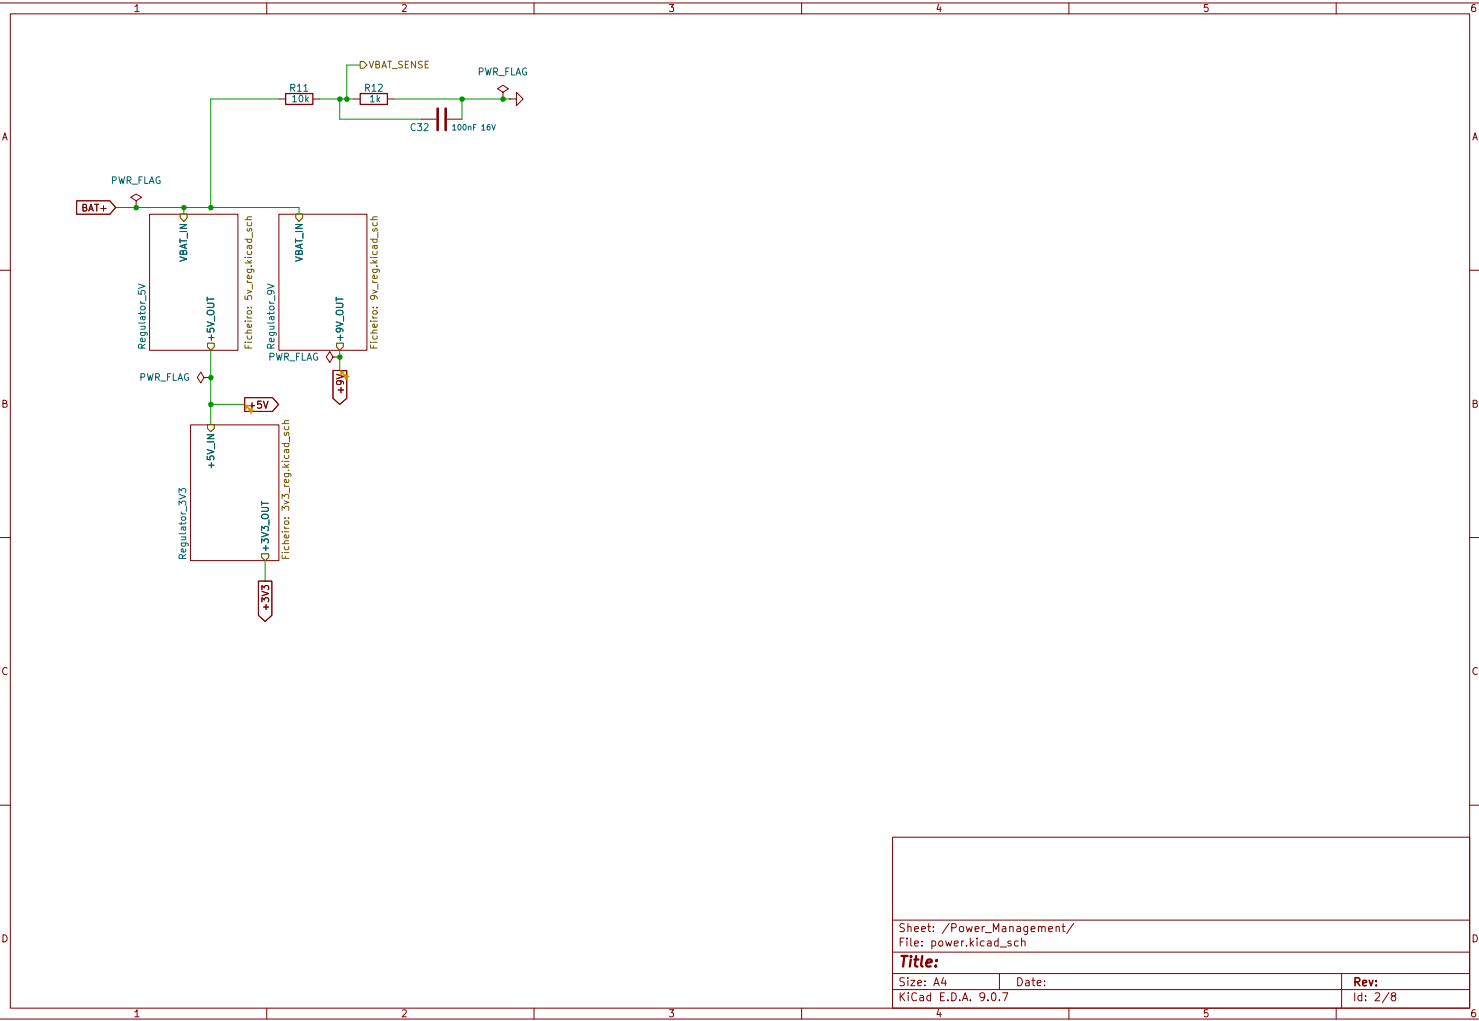 1 2 3 4 5 6
VBAT_SENSE
PWR_FLAG
R11
10k
R12
1k
C32
100nF 16V
A A
PWR_FLAG
BAT+
VBAT_IN
+5V_OUT
Regulator_5V
Ficheiro: 5v_reg.kicad_sch
VBAT_IN
+9V_OUT
Regulator_9V
Ficheiro: 9v_reg.kicad_sch
PWR_FLAG
+9V
PWR_FLAG
B B
+5V
+5V_IN
+3V3_OUT
Regulator_3V3
Ficheiro: 3v3_reg.kicad_sch
+3V3
C C
D D
Sheet: /Power_Management/
File: power.kicad_sch
Title:
Size: A4 Date: Rev:
KiCad E.D.A. 9.0.7 Id: 2/8
1 2 3 4 5 6